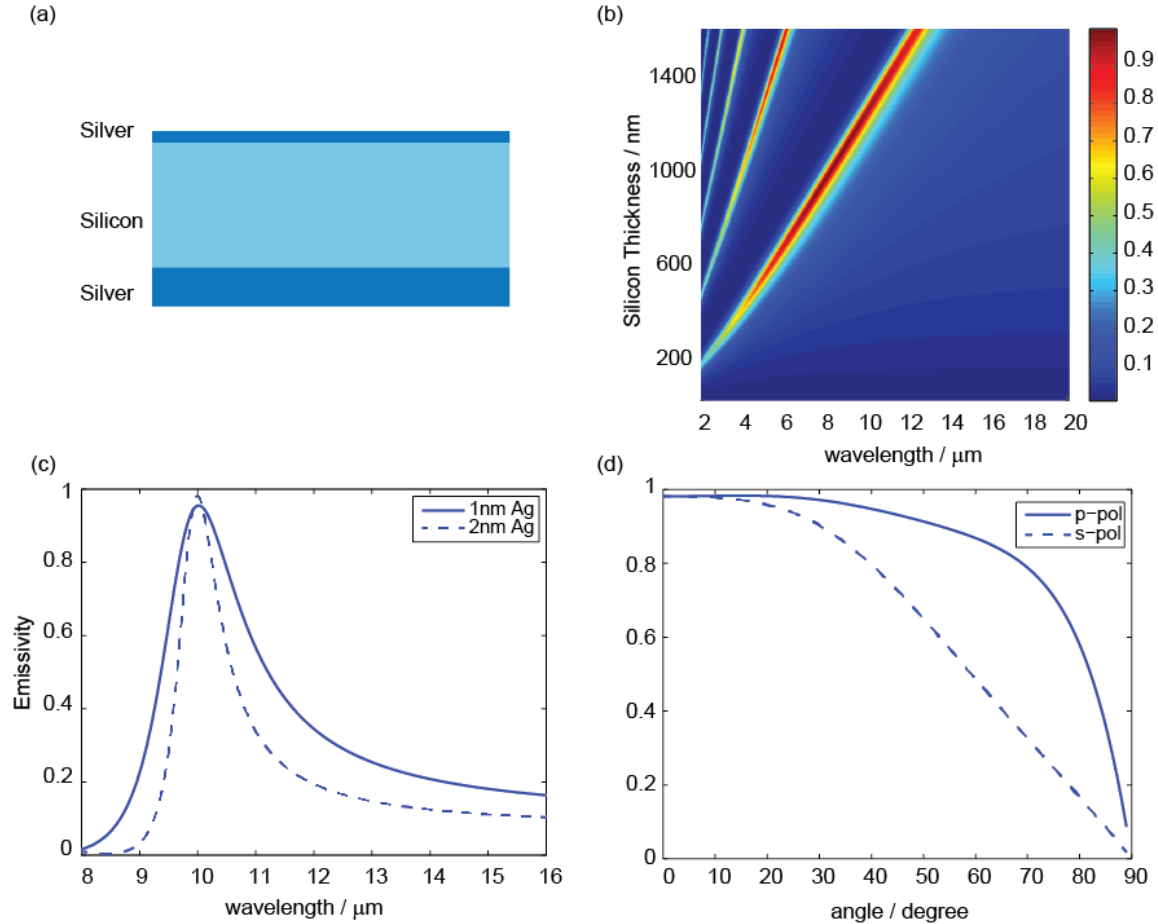 (a)
Silver
Silicon
Silver
(b)
Silicon Thickness / nm
1400
1000
600
200
2 4 6 8 10 12 14 16 18 20
wavelength / μm
0.9
0.8
0.7
0.6
0.5
0.4
0.3
0.2
0.1
(c)
Emissivity
1
0.8
0.6
0.4
0.2
0
8 9 10 11 12 13 14 15 16
wavelength / μm
1nm Ag
2nm Ag
(d)
1
0.8
0.6
0.4
0.2
0
0 10 20 30 40 50 60 70 80 90
angle / degree
p-pol
s-pol